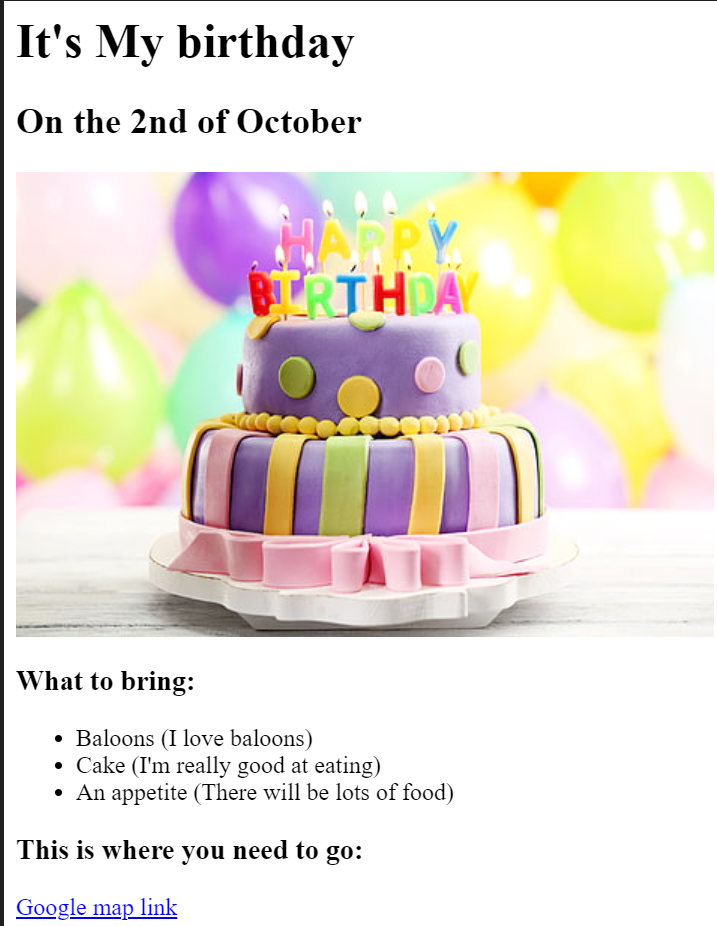 It's My birthday
On the 2nd of October
HAPPY
BIRTHDAY
What to bring:
Baloons (I love baloons)
Cake (I'm really good at eating)
An appetite (There will be lots of food)
This is where you need to go:
Google map link